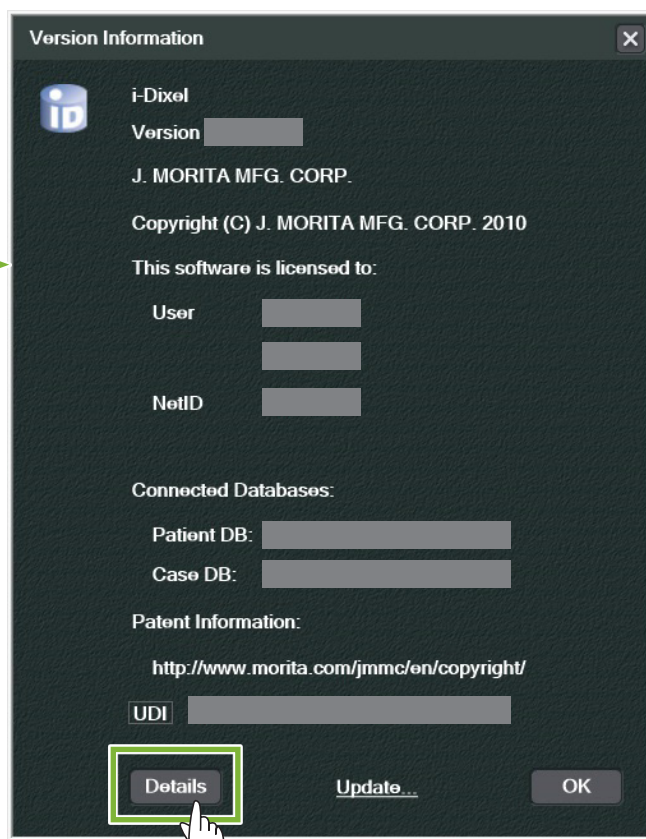 Version Information
iD
i-Dixel
Version
J. MORITA MFG. CORP.
Copyright (C) J. MORITA MFG. CORP. 2010
This software is licensed to:
User
NetID
Connected Databases:
Patient DB:
Case DB:
Patent Information:
http://www.morita.com/jmmc/en/copyright/
UDI
Details Update... OK